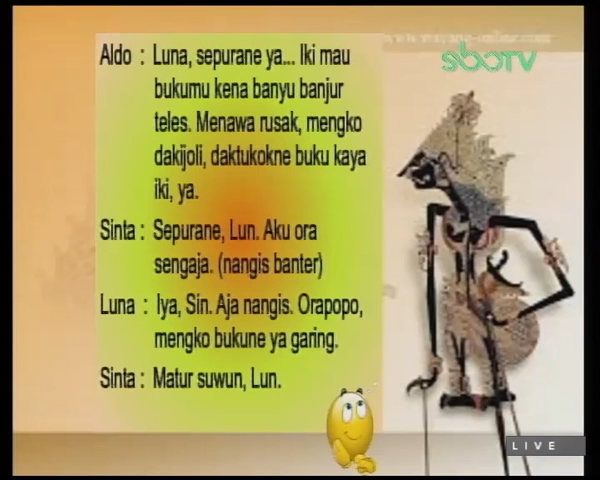 sbOTV
Aldo : Luna, sepurane ya... Iki mau
bukumu kena banyu banjur
teles. Menawa rusak, mengko
dakijoli, daktukokne buku kaya
iki, ya.
Sinta : Sepurane, Lun. Aku ora
sengaja. (nangis banter)
Luna : Iya, Sin. Aja nangis. Orapopo,
mengko bukune ya garing.
Sinta : Matur suwun, Lun.
LIVE